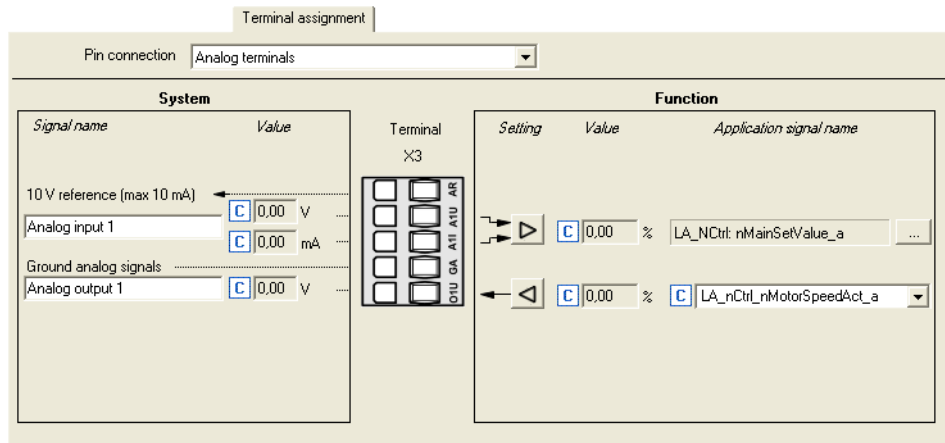 Terminal assignment
Pin connection Analog terminals
System
Function
Signal name Value
Terminal
X3
Setting Value Application signal name
10 V reference (max 10 mA)
Analog input 1
C 0,00 V
C 0,00 mA
Ground analog signals
Analog output 1 C 0,00 V
AR
A1U
A1I
GA
O1U
C 0,00 % LA_NCtrl: nMainSetValue_a ...
C 0,00 % C LA_nCtrl_nMotorSpeedAct_a